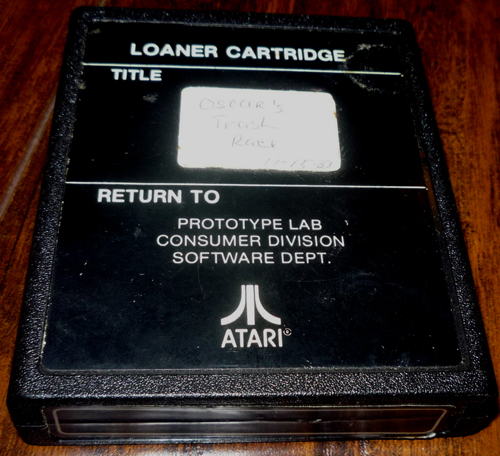 LOANER CARTRIDGE
TITLE
OSCAR'S
Trash
Race
RETURN TO
PROTOTYPE LAB
CONSUMER DIVISION
SOFTWARE DEPT.
ATARI®